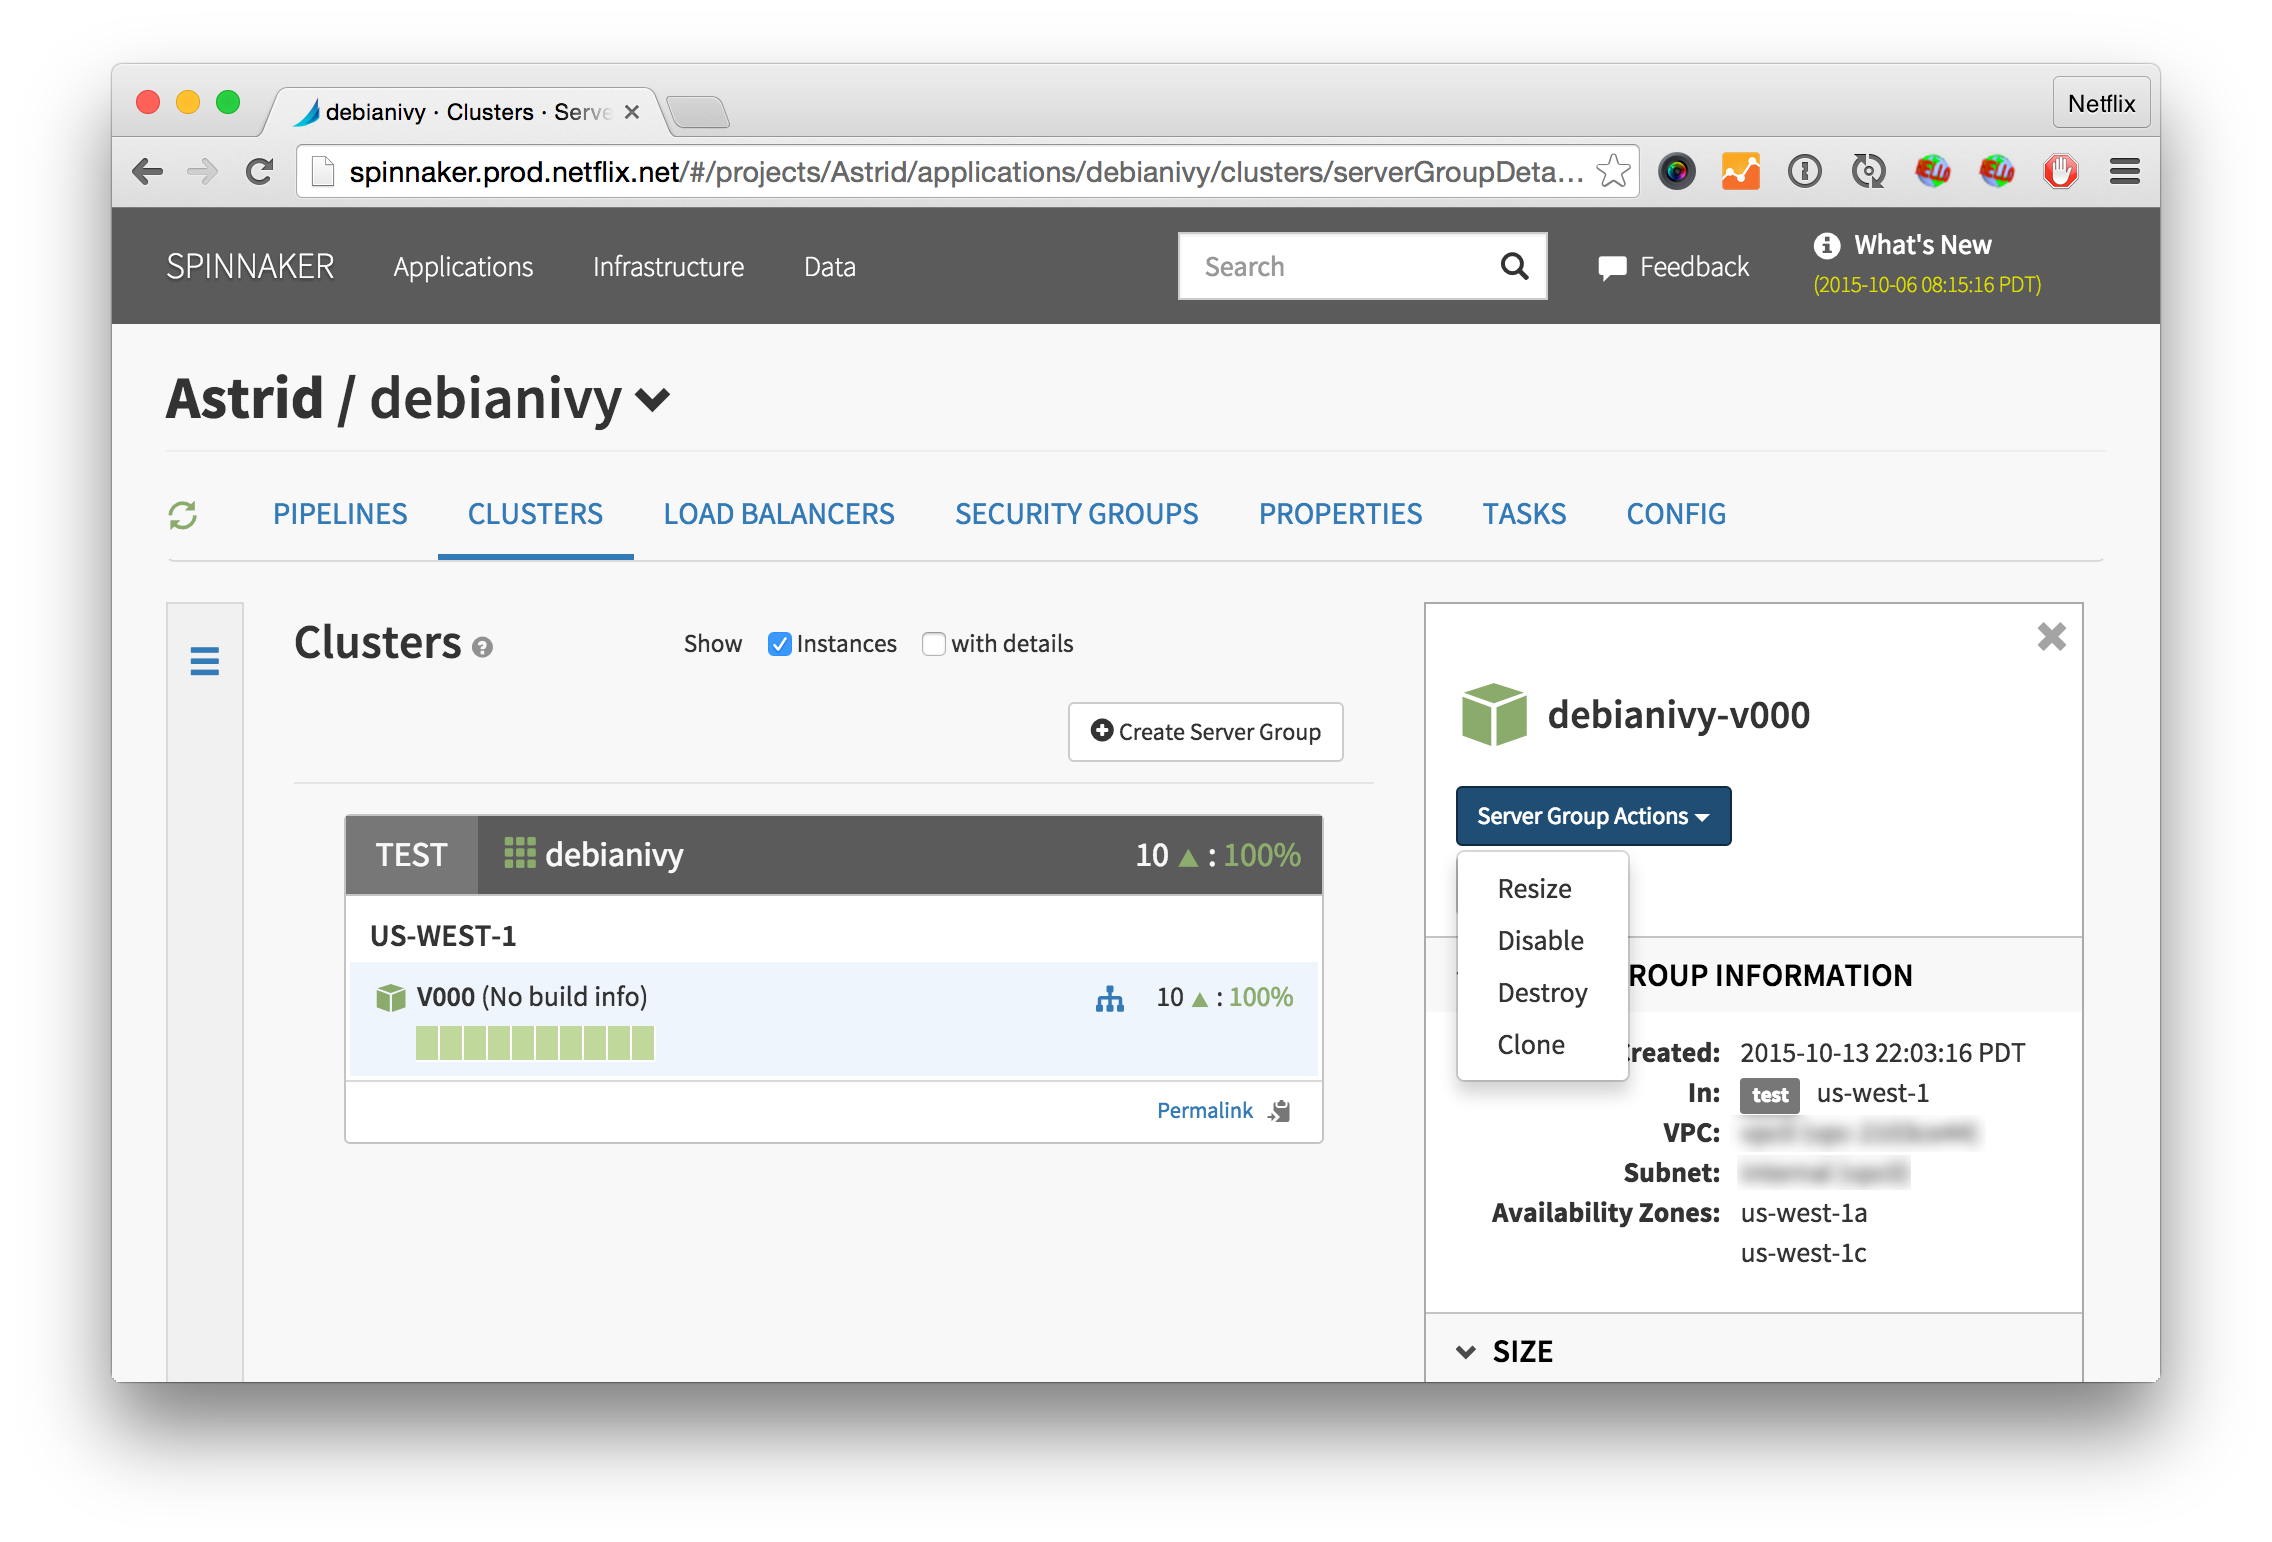 debianivy · Clusters · Serve
Netflix
spinnaker.prod.netflix.net/#/projects/Astrid/applications/debianivy/clusters/serverGroupDeta...
SPINNAKER
Applications
Infrastructure
Data
Search
Feedback
What's New
(2015-10-06 08:15:16 PDT)
Astrid / debianivy
PIPELINES
CLUSTERS
LOAD BALANCERS
SECURITY GROUPS
PROPERTIES
TASKS
CONFIG
Clusters
Show
Instances
with details
Create Server Group
TEST
debianivy
10 ▲ : 100%
US-WEST-1
V000 (No build info)
10 ▲ : 100%
Permalink
debianivy-v000
Server Group Actions
Resize
Disable
Destroy
Clone
ROUP INFORMATION
reated: 2015-10-13 22:03:16 PDT
In: test us-west-1
VPC:
Subnet:
Availability Zones: us-west-1a
us-west-1c
SIZE